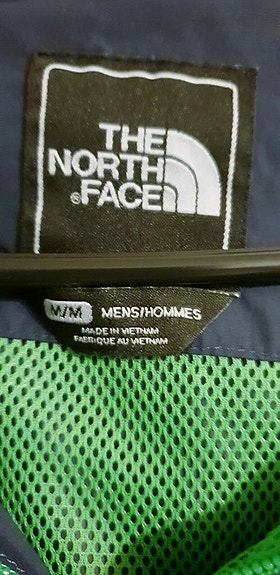 THE
NORTH
®FACE
M/M MENS/HOMMES
MADE IN VIETNAM
FABRIQUE AU VIETNAM